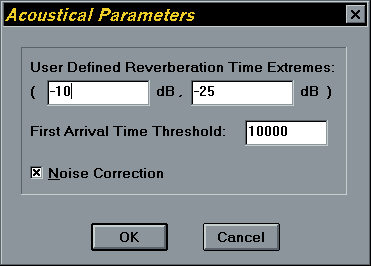 Acoustical Parameters
User Defined Reverberation Time Extremes:
( -10 dB , -25 dB )
First Arrival Time Threshold: 10000
Noise Correction
OK Cancel